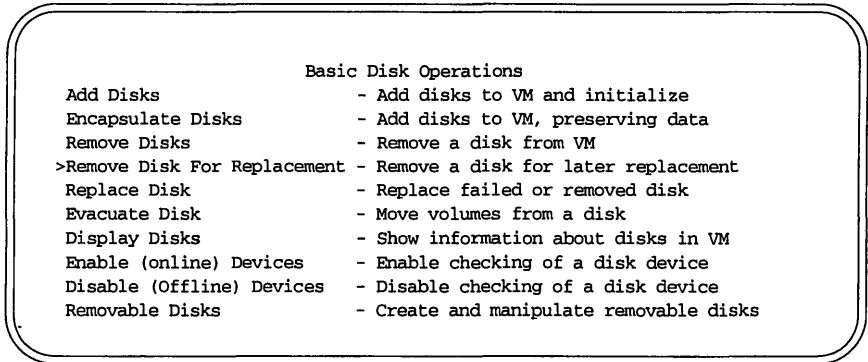 Basic Disk Operations
Add Disks - Add disks to VM and initialize
Encapsulate Disks - Add disks to VM, preserving data
Remove Disks - Remove a disk from VM
>Remove Disk For Replacement - Remove a disk for later replacement
Replace Disk - Replace failed or removed disk
Evacuate Disk - Move volumes from a disk
Display Disks - Show information about disks in VM
Enable (online) Devices - Enable checking of a disk device
Disable (Offline) Devices - Disable checking of a disk device
Removable Disks - Create and manipulate removable disks